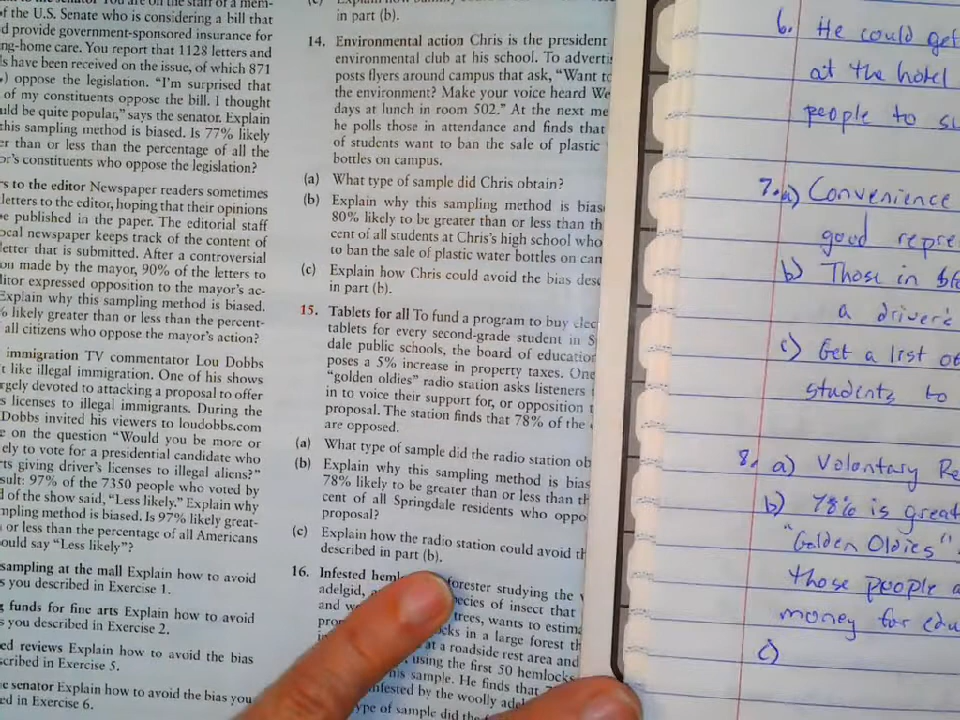 of the U.S. Senate who is considering a bill that
d provide government-sponsored insurance for
ng-home care. You report that 1128 letters and
ls have been received on the issue, of which 871
oppose the legislation. "I'm surprised that
of my constituents oppose the bill. I thought
uld be quite popular," says the senator. Explain
this sampling method is biased. Is 77% likely
er than or less than the percentage of all the
or's constituents who oppose the legislation?
rs to the editor Newspaper readers sometimes
letters to the editor, hoping that their opinions
e published in the paper. The editorial staff
ocal newspaper keeps track of the content of
letter that is submitted. After a controversial
on made by the mayor, 90% of the letters to
ditor expressed opposition to the mayor's ac-
Explain why this sampling method is biased.
% likely greater than or less than the percent-
all citizens who oppose the mayor's action?
immigration TV commentator Lou Dobbs
't like illegal immigration. One of his shows
rgely devoted to attacking a proposal to offer
s licenses to illegal immigrants. During the
Dobbs invited his viewers to loudobbs.com
e on the question "Would you be more or
ely to vote for a presidential candidate who
rts giving driver's licenses to illegal aliens?"
sult: 97% of the 7350 people who voted by
d of the show said, "Less likely." Explain why
mpling method is biased. Is 97% likely great-
or less than the percentage of all Americans
ould say "Less likely"?
sampling at the mall Explain how to avoid
s you described in Exercise 1.
g funds for fine arts Explain how to avoid
s you described in Exercise 2.
ed reviews Explain how to avoid the bias
scribed in Exercise 5.
e senator Explain how to avoid the bias you
ed in Exercise 6.
in part (b).
14. Environmental action Chris is the president
environmental club at his school. To adverti
posts flyers around campus that ask, "Want to
the environment? Make your voice heard We
days at lunch in room 502." At the next me
he polls those in attendance and finds that
of students want to ban the sale of plastic
bottles on campus.
(a) What type of sample did Chris obtain?
(b) Explain why this sampling method is bias
80% likely to be greater than or less than th
cent of all students at Chris's high school who
to ban the sale of plastic water bottles on cam
(c) Explain how Chris could avoid the bias desc
in part (b).
15. Tablets for all To fund a program to buy elec
tablets for every second-grade student in S
dale public schools, the board of education
poses a 5% increase in property taxes. One
"golden oldies" radio station asks listeners t
in to voice their support for, or opposition t
proposal. The station finds that 78% of the
are opposed.
(a) What type of sample did the radio station ob
(b) Explain why this sampling method is bias
78% likely to be greater than or less than th
cent of all Springdale residents who oppo
proposal?
(c) Explain how the radio station could avoid th
described in part (b).
16. Infested heml forester studying the
adelgid, a species of insect that
and w trees, wants to estima
cks in a large forest th
at a roadside rest area and
using the first 50 hemlocks
his sample. He finds that
nfested by the woolly adel
ype of sample did the
6. He could get
at the hotel
people to su
7. a) Convenience
good repre
b) Those in
a driver's
c) Get a list of
students to
8. a) Voluntary Re
b) 78% is great
"Golden Oldies"
those people a
money for edu
c)